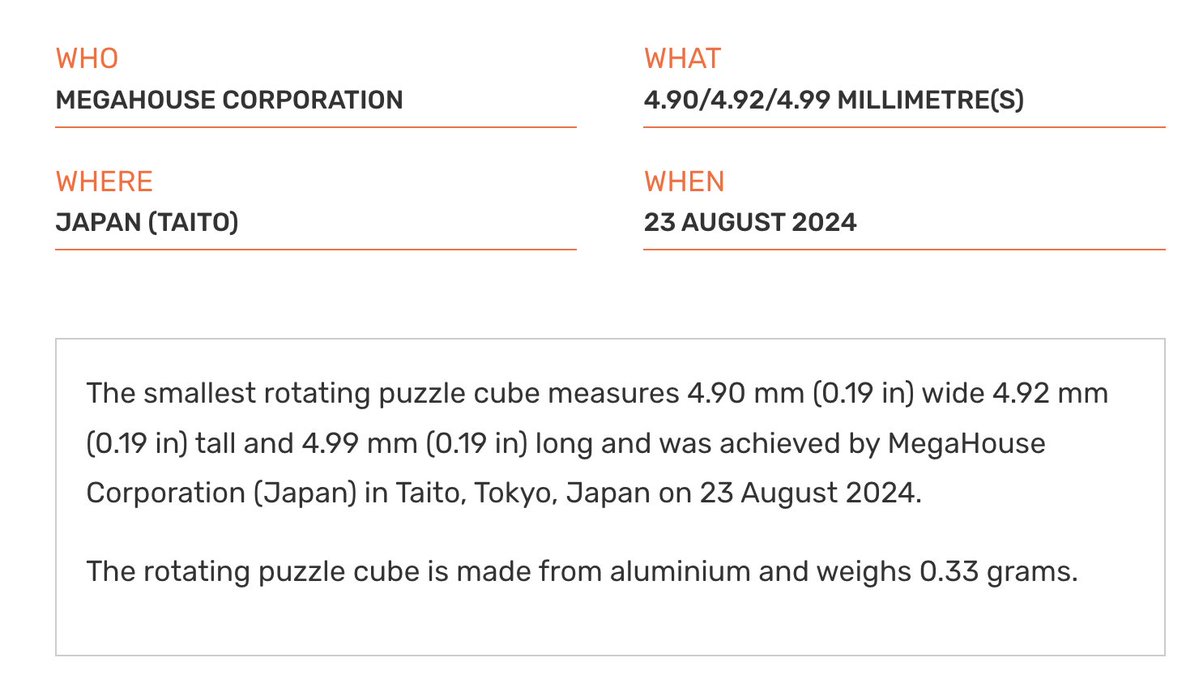 WHO
MEGAHOUSE CORPORATION
WHAT
4.90/4.92/4.99 MILLIMETRE(S)
WHERE
JAPAN (TAITO)
WHEN
23 AUGUST 2024
The smallest rotating puzzle cube measures 4.90 mm (0.19 in) wide 4.92 mm
(0.19 in) tall and 4.99 mm (0.19 in) long and was achieved by MegaHouse
Corporation (Japan) in Taito, Tokyo, Japan on 23 August 2024.
The rotating puzzle cube is made from aluminium and weighs 0.33 grams.